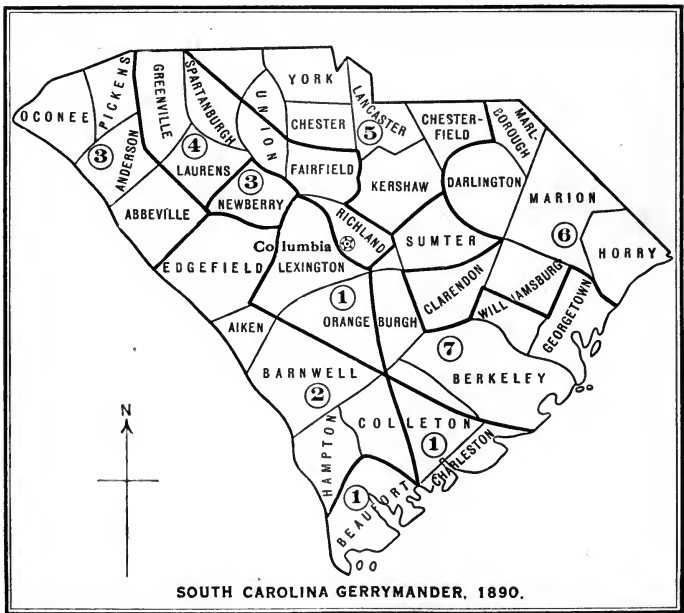 YORK
PICKENS
GREENVILLE
SPARTANBURGH
UNION
LANCASTER
5
OCONEE
CHESTER
CHESTER-
FIELD
MARL-
BOROUGH
3
ANDERSON
4
LAURENS
3
NEWBERRY
FAIRFIELD
KERSHAW
DARLINGTON
MARION
6
ABBEVILLE
RICHLAND
Columbia
SUMTER
HORRY
EDGEFIELD
LEXINGTON
CLARENDON
WILLIAMSBURG
GEORGETOWN
1
ORANGEBURGH
AIKEN
7
BARNWELL
2
BERKELEY
COLLETON
1
CHARLESTON
HAMPTON
1
BEAUFORT
N
SOUTH CAROLINA GERRYMANDER, 1890.